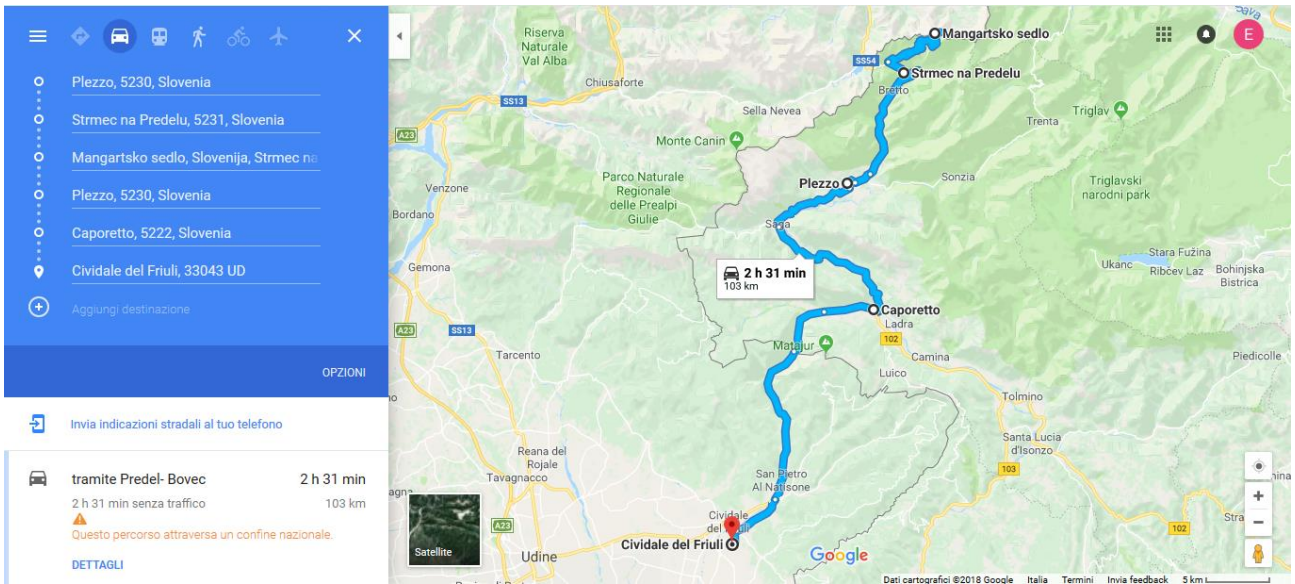 Plezzo, 5230, Slovenia
Strmec na Predelu, 5231, Slovenia
Mangartsko sedlo, Slovenija, Strmec na
Plezzo, 5230, Slovenia
Caporetto, 5222, Slovenia
Cividale del Friuli, 33043 UD
Aggiungi destinazione
OPZIONI
Invia indicazioni stradali al tuo telefono
tramite Predel- Bovec
2 h 31 min
2 h 31 min senza traffico
103 km
Questo percorso attraversa un confine nazionale.
DETTAGLI
Riserva
Naturale
Val Alba
Mangartsko sedlo
E
Sava
SS54
Strmec na Predelu
Bretto
Chiusaforte
SS13
Sella Nevea
Triglav
Trenta
A23
Monte Canin
Plezzo
Sonzia
Triglavski
narodni park
Venzone
Parco Naturale
Regionale
delle Prealpi
Giulie
Bordano
Saga
Stara Fužina
Ukanc
Ribčev Laz
Bohinjska
Bistrica
Gemona
2 h 31 min
103 km
Caporetto
Ladra
A23
SS13
102
Matajur
Tarcento
Camina
Piedicolle
Luico
Tolmino
Santa Lucia
d'Isonzo
Reana del
Rojale
Tavagnacco
103
San Pietro
Al Natisone
Satellite
A23
Cividale
del Friuli
Cividale del Friuli
102
Stra
Udine
Google
Dati cartografici ©2018 Google
Italia
Termini
Invia feedback
5 km